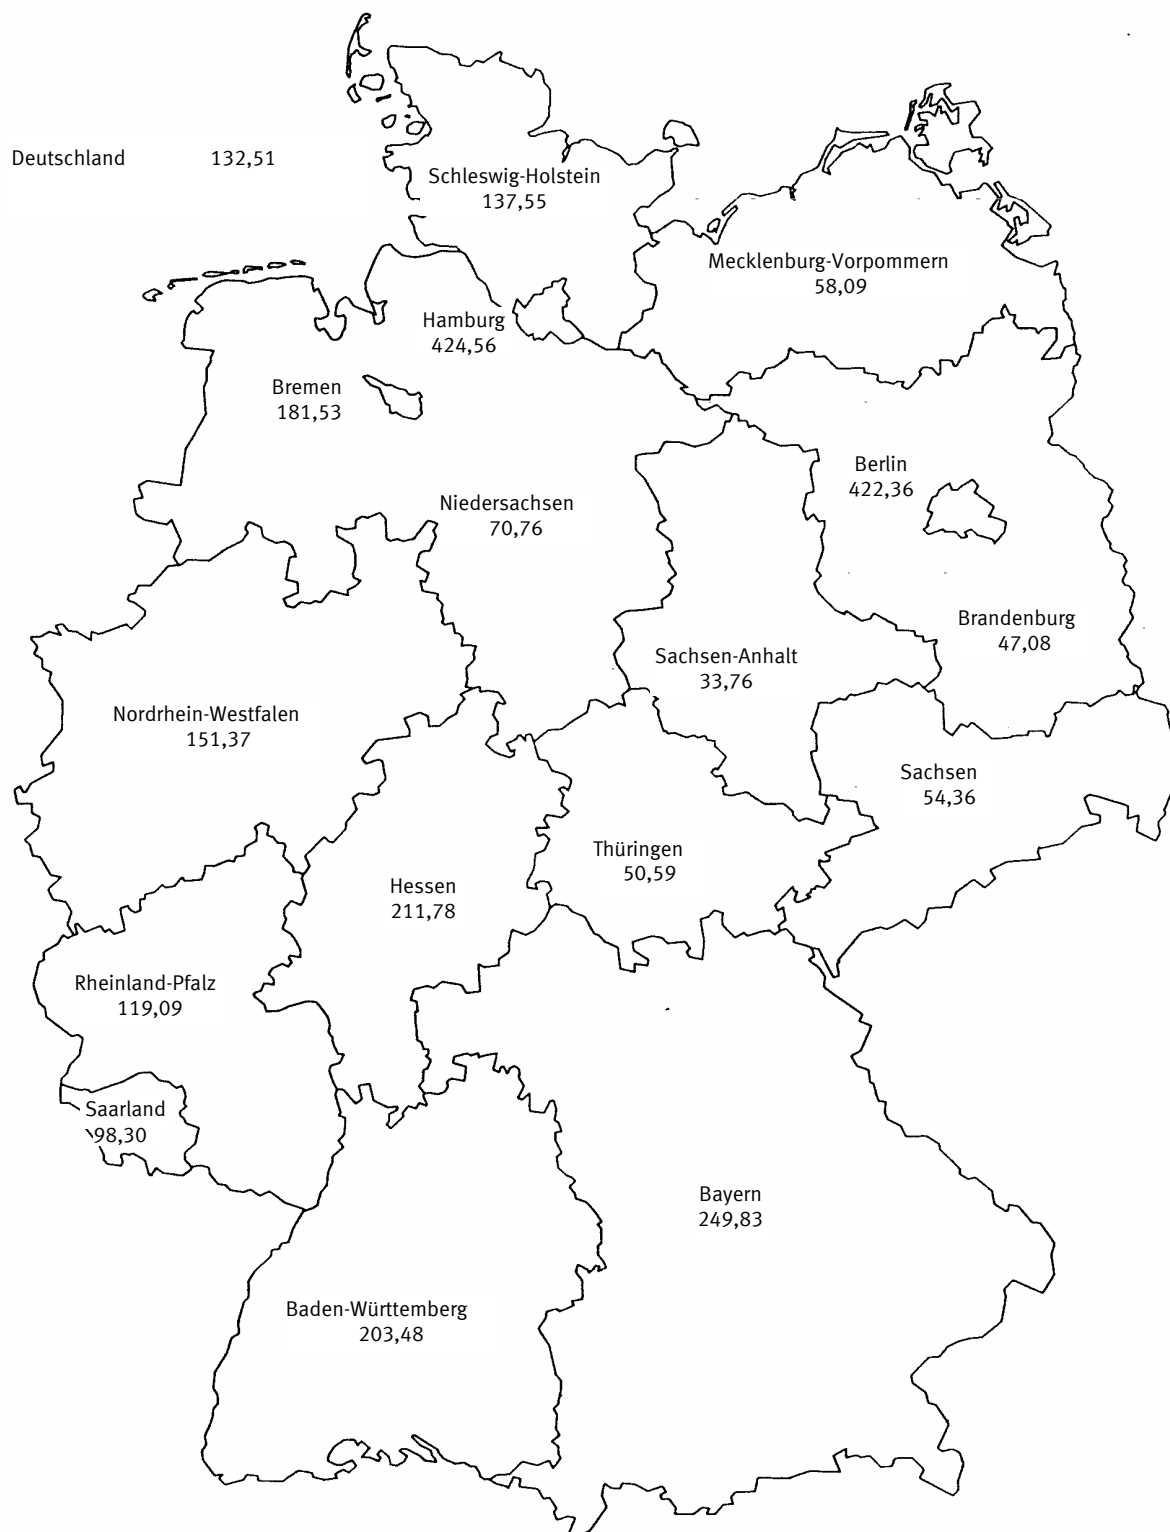 Deutschland 132,51
Schleswig-Holstein
137,55
Mecklenburg-Vorpommern
58,09
Hamburg
424,56
Bremen
181,53
Berlin
422,36
Niedersachsen
70,76
Brandenburg
47,08
Sachsen-Anhalt
33,76
Nordrhein-Westfalen
151,37
Sachsen
54,36
Thüringen
50,59
Hessen
211,78
Rheinland-Pfalz
119,09
Saarland
98,30
Bayern
249,83
Baden-Württemberg
203,48